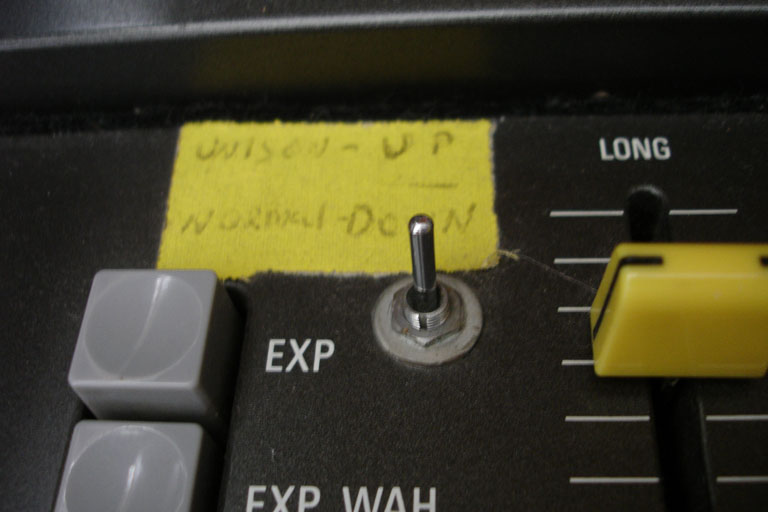 UNISON - UP
NORMAL - DOWN
LONG
EXP
EXP WAH